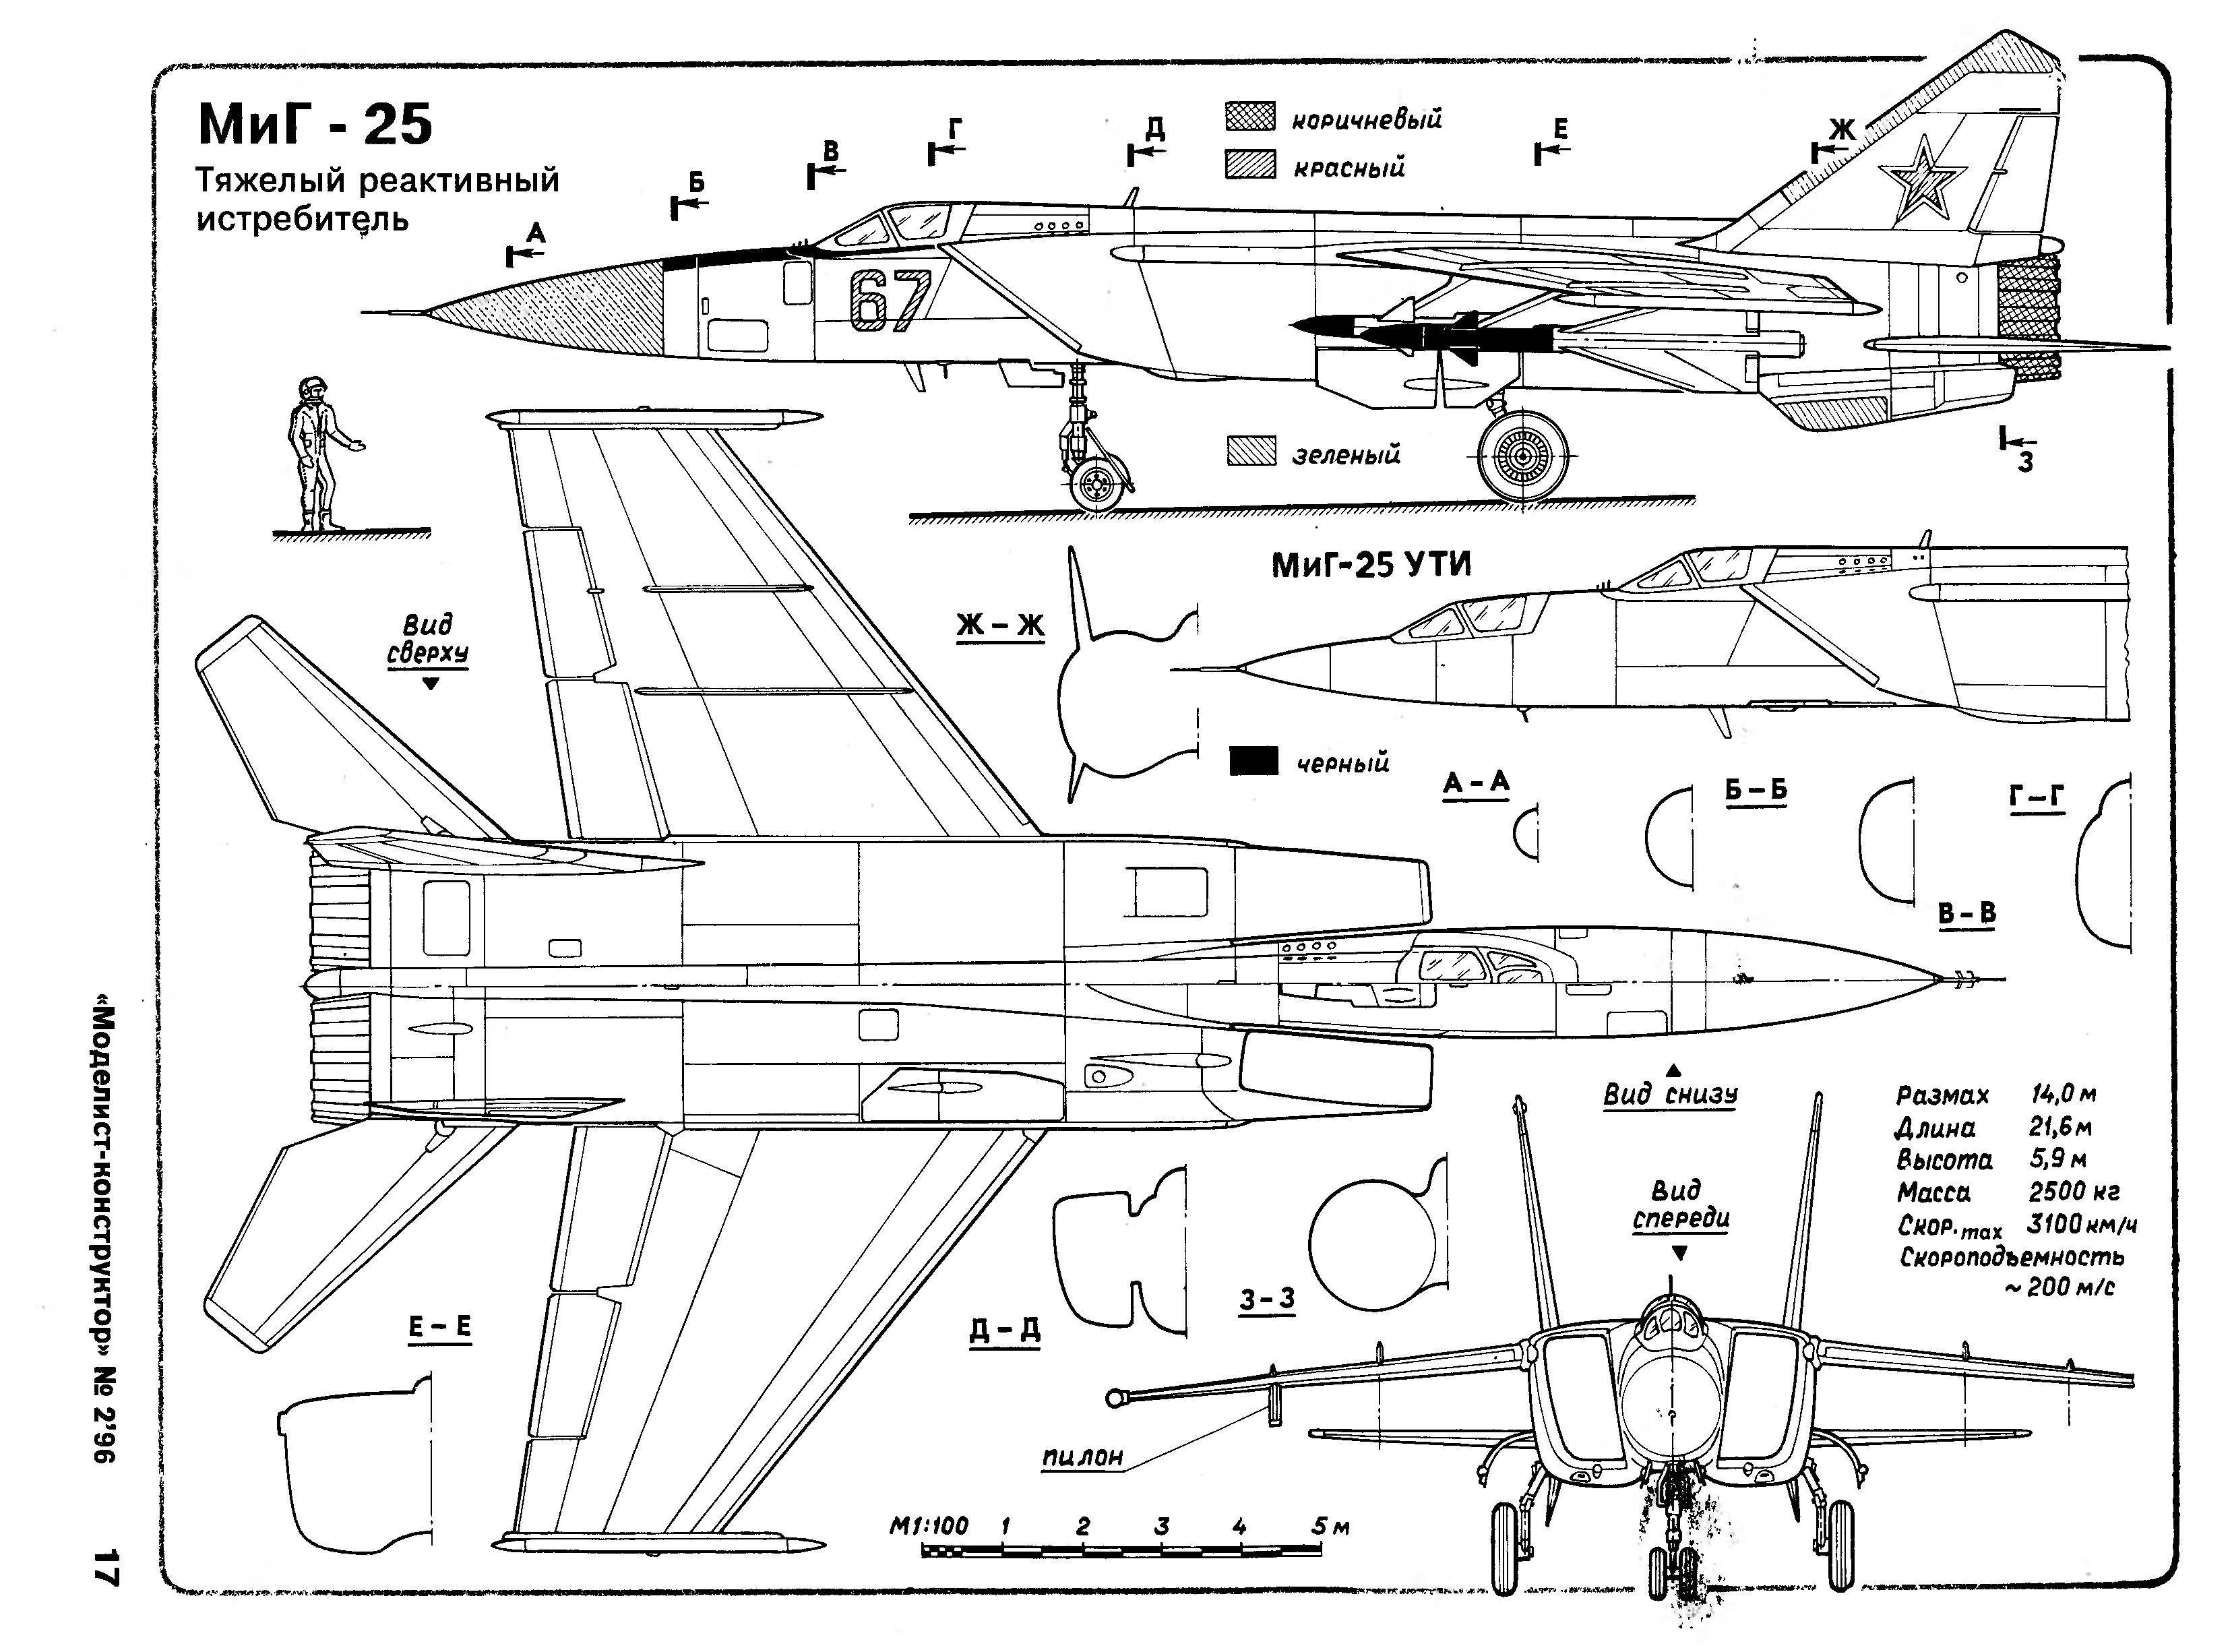 МиГ - 25
Тяжелый реактивный
истребитель
А
Б
В
Г
Д
Е
Ж
З
коричневый
красный
67
зеленый
МиГ-25 УТИ
Вид
сверху
Ж - Ж
черный
А - А
Б - Б
В - В
Г - Г
Вид снизу
Размах 14,0 м
Длина 21,6 м
Высота 5,9 м
Масса 2500 кг
Скор.max 3100 км/ч
Скороподъемность
~ 200 м/с
Вид
спереди
Е - Е
Д - Д
З - З
пилон
М1:100 1 2 3 4 5 м
«Моделист-конструктор» № 2'96 17